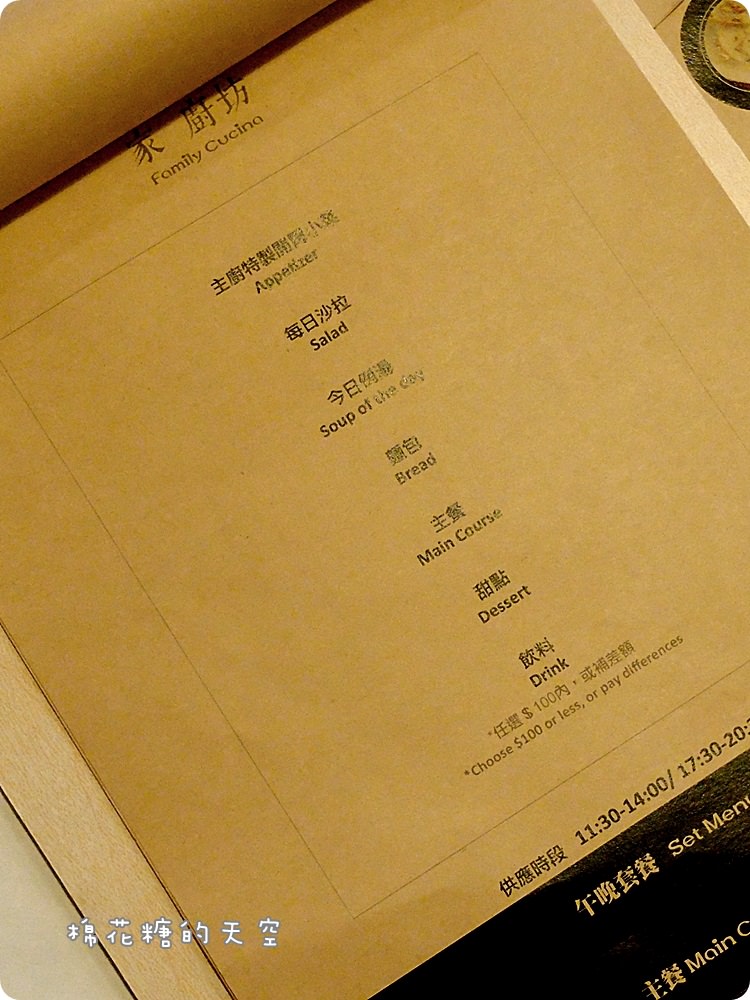 家 廚坊
Family Cucina
主廚特製開胃小菜
Appetizer
每日沙拉
Salad
今日例湯
Soup of the day
麵包
Bread
主餐
Main Course
甜點
Dessert
飲料
Drink
*任選 $ 100內，或補差額
*Choose $100 or less, or pay differences
供應時段 11:30-14:00/ 17:30-20:
午晚套餐 Set Men
主餐 Main C
棉花糖的天空